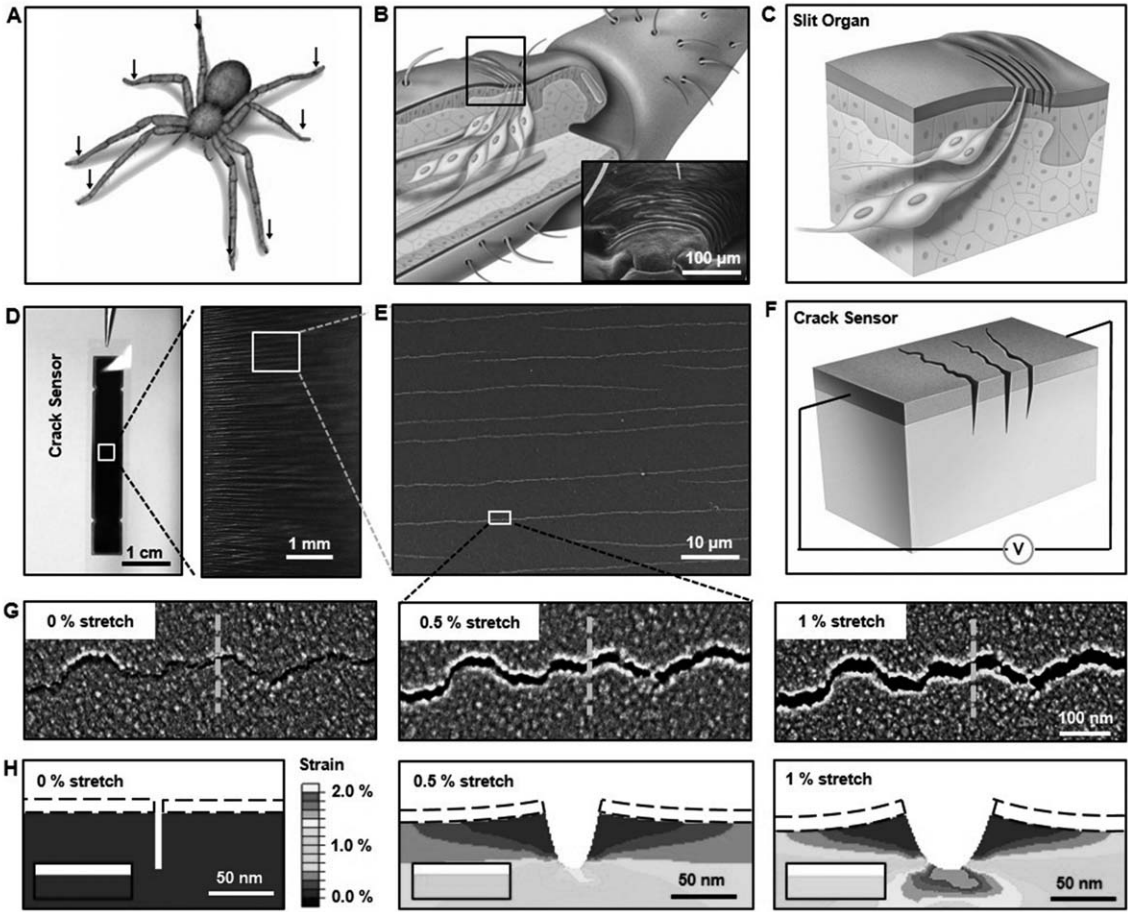 A
B
C
Slit Organ
100 µm
D
E
F
Crack Sensor
Crack Sensor
1 cm
1 mm
10 µm
V
G
0 % stretch
0.5 % stretch
1 % stretch
100 nm
H
0 % stretch
Strain
2.0 %
1.0 %
0.0 %
50 nm
0.5 % stretch
50 nm
1 % stretch
50 nm